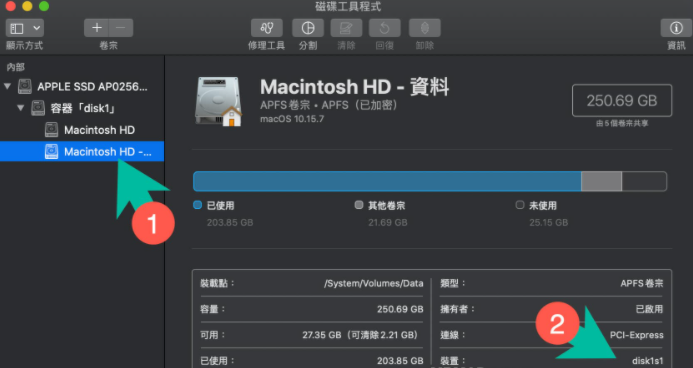 磁碟工具程式
顯示方式
卷宗
修理工具
分割
清除
回復
卸除
資訊
內部
APPLE SSD AP0256...
容器「disk1」
Macintosh HD
Macintosh HD -...
1
Macintosh HD - 資料
APFS 卷宗 • APFS（已加密）
macOS 10.15.7
250.69 GB
由 5 個卷宗共享
已使用
203.85 GB
其他卷宗
21.69 GB
未使用
25.15 GB
裝載點： /System/Volumes/Data
容量： 250.69 GB
可用： 27.35 GB（可清除 2.21 GB）
已使用： 203.85 GB
類型： APFS 卷宗
擁有者： 已啟用
連線： PCI-Express
裝置： disk1s1
2